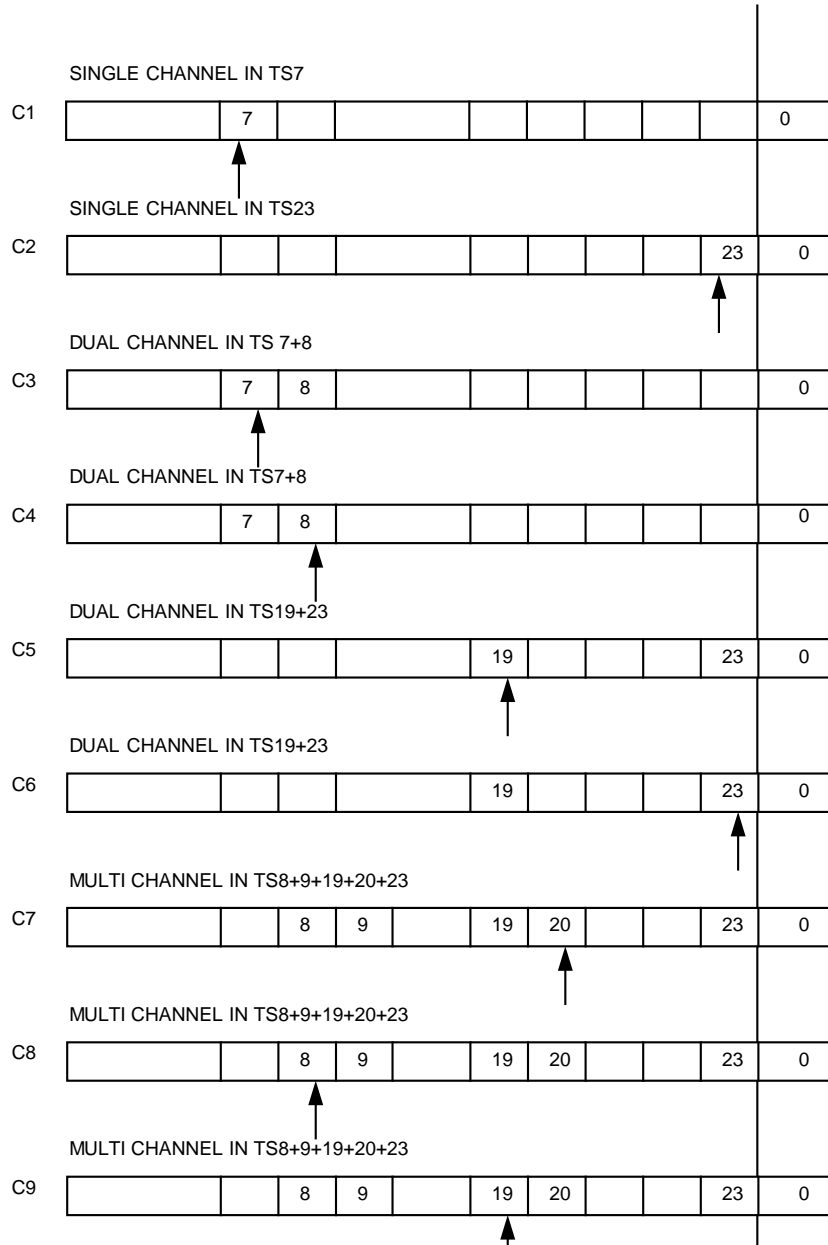 SINGLE CHANNEL IN TS7
C1 7 0
SINGLE CHANNEL IN TS23
C2 23 0
DUAL CHANNEL IN TS 7+8
C3 7 8 0
DUAL CHANNEL IN TS7+8
C4 7 8 0
DUAL CHANNEL IN TS19+23
C5 19 23 0
DUAL CHANNEL IN TS19+23
C6 19 23 0
MULTI CHANNEL IN TS8+9+19+20+23
C7 8 9 19 20 23 0
MULTI CHANNEL IN TS8+9+19+20+23
C8 8 9 19 20 23 0
MULTI CHANNEL IN TS8+9+19+20+23
C9 8 9 19 20 23 0